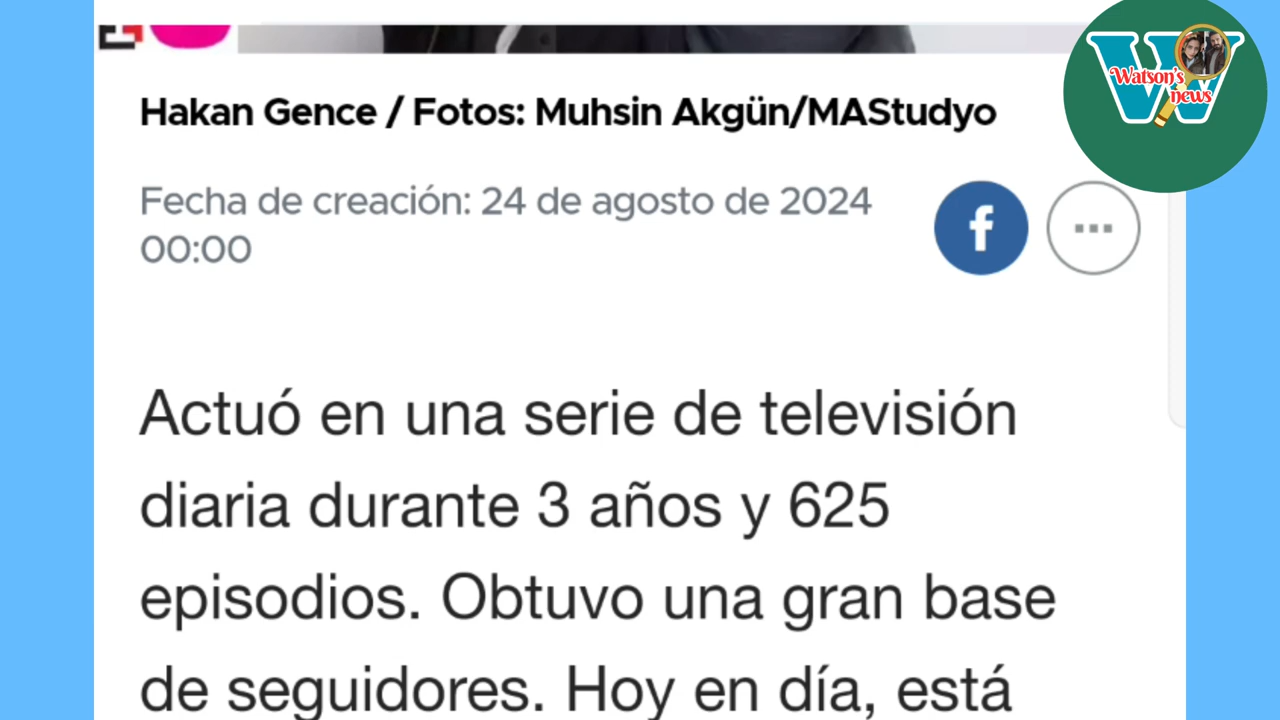 W
Watson's
news
Hakan Gence / Fotos: Muhsin Akgün/MAStudyo
Fecha de creación: 24 de agosto de 2024
00:00
f
Actuó en una serie de televisión
diaria durante 3 años y 625
episodios. Obtuvo una gran base
de seguidores. Hoy en día, está